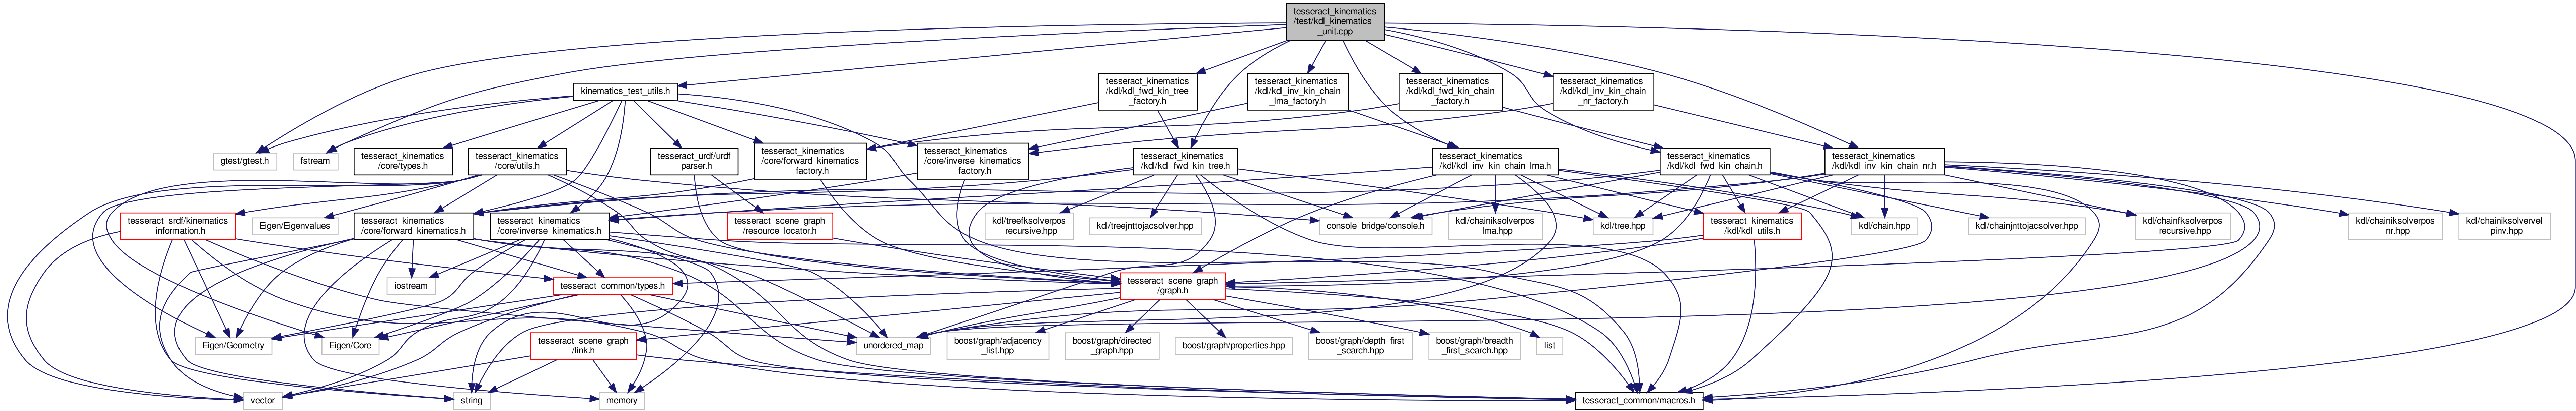 tesseract_kinematics
/test/kdl_kinematics
_unit.cpp
kinematics_test_utils.h
tesseract_kinematics
/kdl/kdl_fwd_kin_tree
_factory.h
tesseract_kinematics
/kdl/kdl_inv_kin_chain
_lma_factory.h
tesseract_kinematics
/kdl/kdl_fwd_kin_chain
_factory.h
tesseract_kinematics
/kdl/kdl_inv_kin_chain
_nr_factory.h
gtest/gtest.h
fstream
tesseract_kinematics
/core/types.h
tesseract_kinematics
/core/utils.h
tesseract_urdf/urdf
_parser.h
tesseract_kinematics
/core/forward_kinematics
_factory.h
tesseract_kinematics
/core/inverse_kinematics
_factory.h
tesseract_kinematics
/kdl/kdl_fwd_kin_tree.h
tesseract_kinematics
/kdl/kdl_inv_kin_chain_lma.h
tesseract_kinematics
/kdl/kdl_fwd_kin_chain.h
tesseract_kinematics
/kdl/kdl_inv_kin_chain_nr.h
tesseract_srdf/kinematics
_information.h
Eigen/Eigenvalues
tesseract_kinematics
/core/forward_kinematics.h
tesseract_kinematics
/core/inverse_kinematics.h
tesseract_scene_graph
/resource_locator.h
kdl/treefksolverpos
_recursive.hpp
kdl/treejnttojacsolver.hpp
console_bridge/console.h
kdl/chainiksolverpos
_lma.hpp
kdl/tree.hpp
tesseract_kinematics
/kdl/kdl_utils.h
kdl/chain.hpp
kdl/chainjnttojacsolver.hpp
kdl/chainfksolverpos
_recursive.hpp
kdl/chainiksolverpos
_nr.hpp
kdl/chainiksolvervel
_pinv.hpp
iostream
tesseract_common/types.h
tesseract_scene_graph
/graph.h
Eigen/Geometry
Eigen/Core
tesseract_scene_graph
/link.h
unordered_map
boost/graph/adjacency
_list.hpp
boost/graph/directed
_graph.hpp
boost/graph/properties.hpp
boost/graph/depth_first
_search.hpp
boost/graph/breadth
_first_search.hpp
list
vector
string
memory
tesseract_common/macros.h